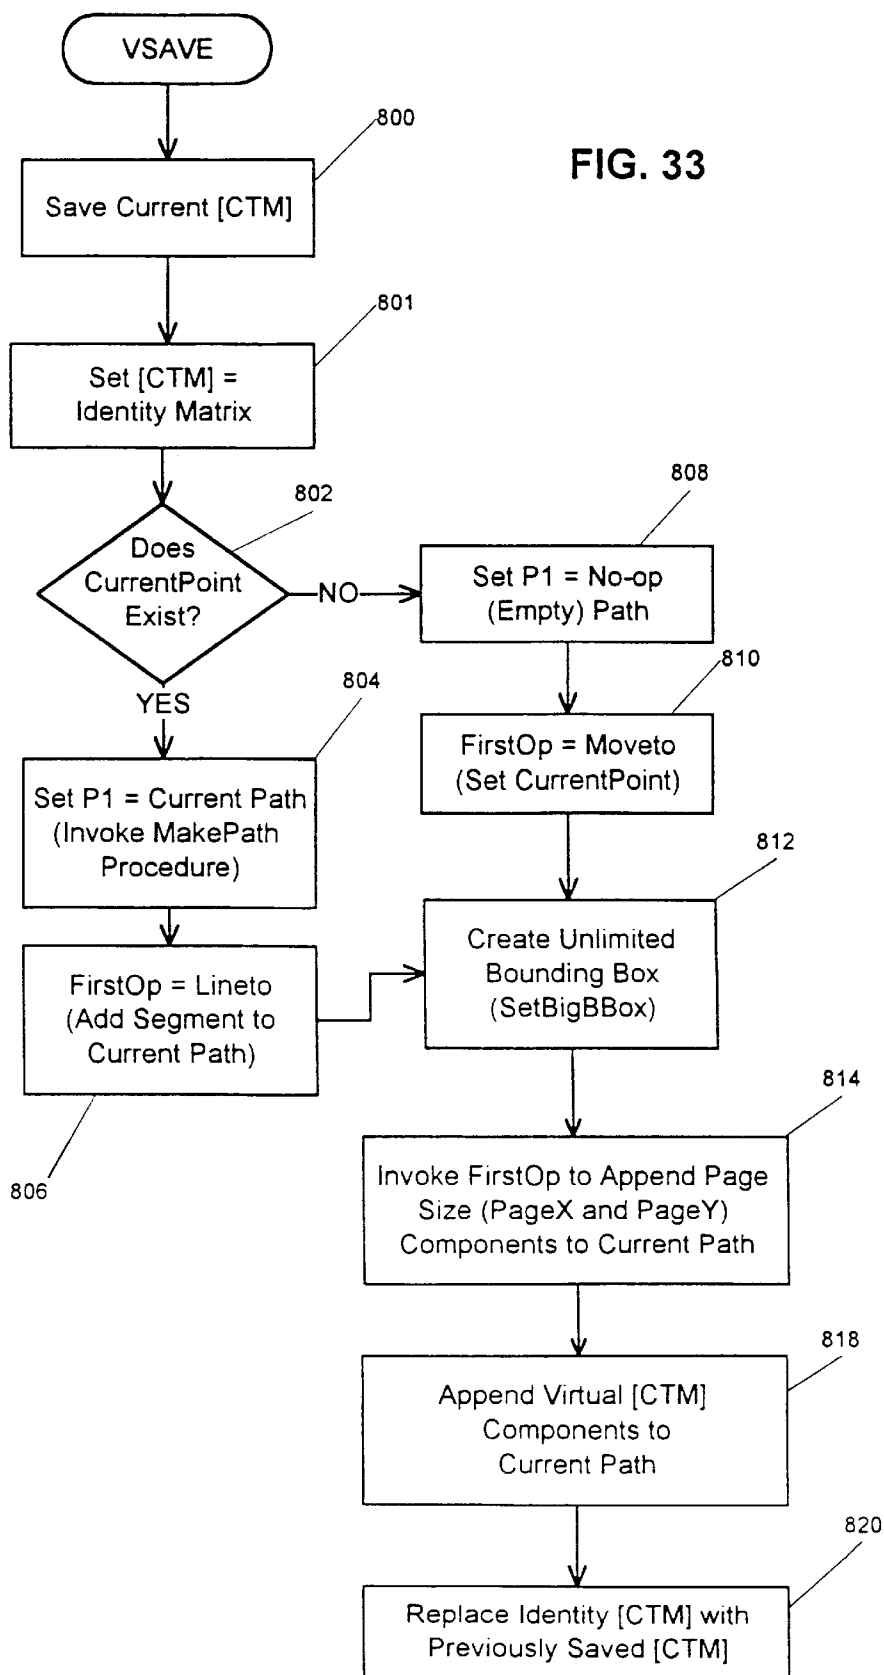 VSAVE
800
FIG. 33
Save Current [CTM]
801
Set [CTM] =
Identity Matrix
802
Does
CurrentPoint
Exist?
NO
808
Set P1 = No-op
(Empty) Path
YES
804
810
FirstOp = Moveto
(Set CurrentPoint)
Set P1 = Current Path
(Invoke MakePath
Procedure)
812
Create Unlimited
Bounding Box
(SetBigBBox)
FirstOp = Lineto
(Add Segment to
Current Path)
806
814
Invoke FirstOp to Append Page
Size (PageX and PageY)
Components to Current Path
818
Append Virtual [CTM]
Components to
Current Path
820
Replace Identity [CTM] with
Previously Saved [CTM]